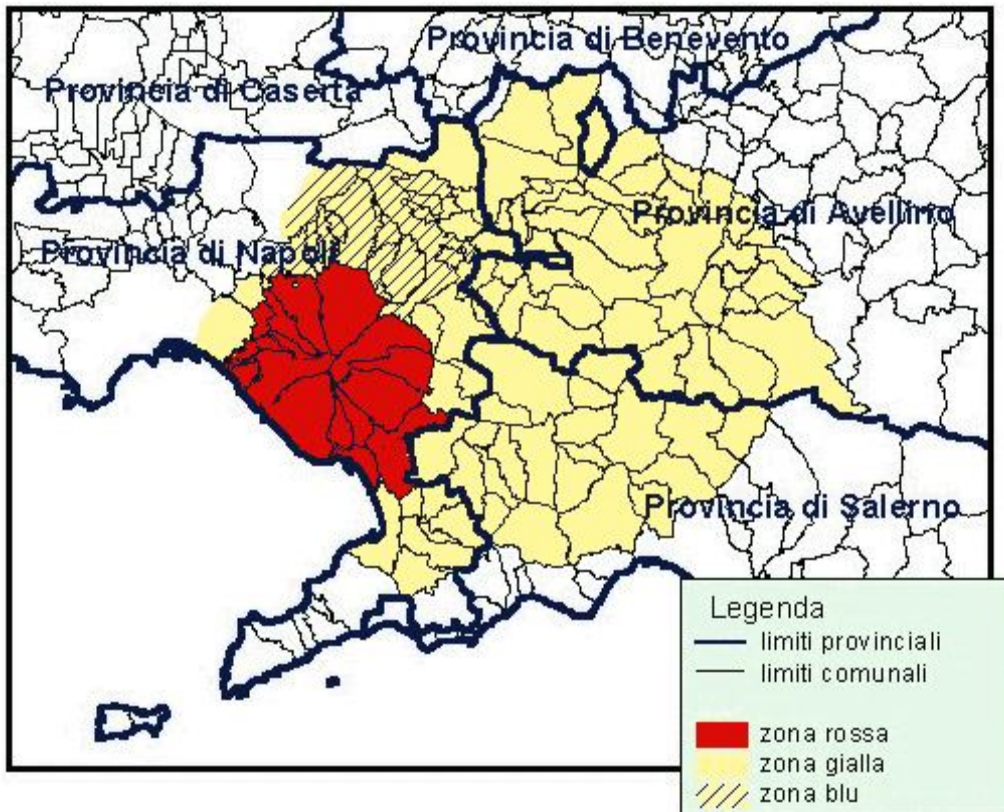 Provincia di Benevento
Provincia di Caserta
Provincia di Avellino
Provincia di Napoli
Provincia di Salerno
Legenda
limiti provinciali
limiti comunali
zona rossa
zona gialla
zona blu